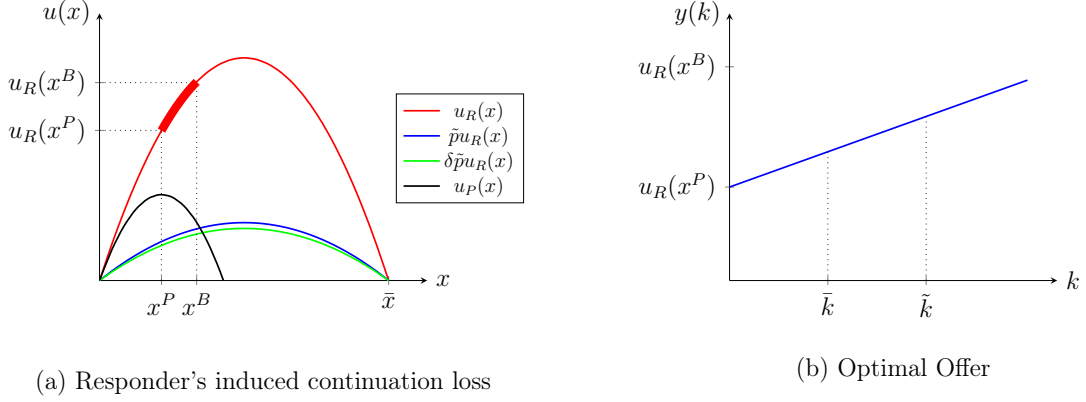 u(x)
u_R(x^B)
u_R(x^P)
x^P
x^B
x̄
x
u_R(x)
p̃u_R(x)
δp̃u_R(x)
u_P(x)
(a) Responder's induced continuation loss
y(k)
u_R(x^B)
u_R(x^P)
k̄
k̃
k
(b) Optimal Offer